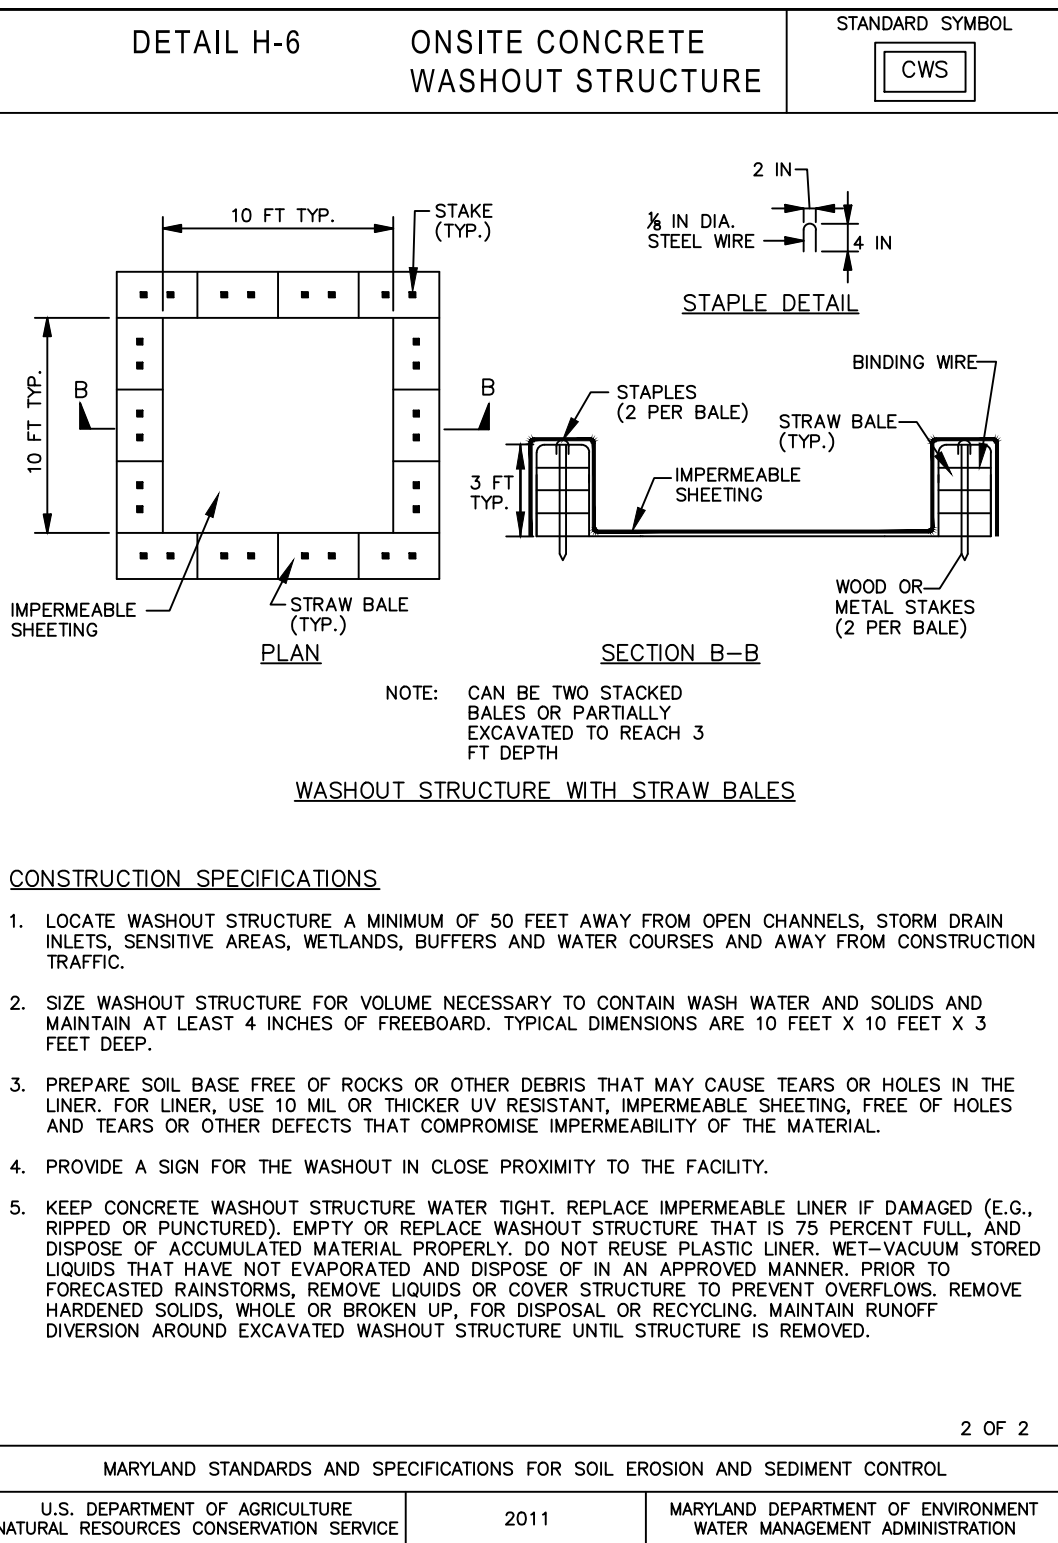 DETAIL H-6
ONSITE CONCRETE
WASHOUT STRUCTURE
STANDARD SYMBOL
CWS
10 FT TYP.
STAKE
(TYP.)
10 FT TYP.
B
B
IMPERMEABLE
SHEETING
STRAW BALE
(TYP.)
PLAN
2 IN
⅛ IN DIA.
STEEL WIRE
4 IN
STAPLE DETAIL
BINDING WIRE
STAPLES
(2 PER BALE)
STRAW BALE
(TYP.)
3 FT
TYP.
IMPERMEABLE
SHEETING
WOOD OR
METAL STAKES
(2 PER BALE)
SECTION B-B
NOTE: CAN BE TWO STACKED
BALES OR PARTIALLY
EXCAVATED TO REACH 3
FT DEPTH
WASHOUT STRUCTURE WITH STRAW BALES
CONSTRUCTION SPECIFICATIONS
1. LOCATE WASHOUT STRUCTURE A MINIMUM OF 50 FEET AWAY FROM OPEN CHANNELS, STORM DRAIN
INLETS, SENSITIVE AREAS, WETLANDS, BUFFERS AND WATER COURSES AND AWAY FROM CONSTRUCTION
TRAFFIC.
2. SIZE WASHOUT STRUCTURE FOR VOLUME NECESSARY TO CONTAIN WASH WATER AND SOLIDS AND
MAINTAIN AT LEAST 4 INCHES OF FREEBOARD. TYPICAL DIMENSIONS ARE 10 FEET X 10 FEET X 3
FEET DEEP.
3. PREPARE SOIL BASE FREE OF ROCKS OR OTHER DEBRIS THAT MAY CAUSE TEARS OR HOLES IN THE
LINER. FOR LINER, USE 10 MIL OR THICKER UV RESISTANT, IMPERMEABLE SHEETING, FREE OF HOLES
AND TEARS OR OTHER DEFECTS THAT COMPROMISE IMPERMEABILITY OF THE MATERIAL.
4. PROVIDE A SIGN FOR THE WASHOUT IN CLOSE PROXIMITY TO THE FACILITY.
5. KEEP CONCRETE WASHOUT STRUCTURE WATER TIGHT. REPLACE IMPERMEABLE LINER IF DAMAGED (E.G.,
RIPPED OR PUNCTURED). EMPTY OR REPLACE WASHOUT STRUCTURE THAT IS 75 PERCENT FULL, AND
DISPOSE OF ACCUMULATED MATERIAL PROPERLY. DO NOT REUSE PLASTIC LINER. WET-VACUUM STORED
LIQUIDS THAT HAVE NOT EVAPORATED AND DISPOSE OF IN AN APPROVED MANNER. PRIOR TO
FORECASTED RAINSTORMS, REMOVE LIQUIDS OR COVER STRUCTURE TO PREVENT OVERFLOWS. REMOVE
HARDENED SOLIDS, WHOLE OR BROKEN UP, FOR DISPOSAL OR RECYCLING. MAINTAIN RUNOFF
DIVERSION AROUND EXCAVATED WASHOUT STRUCTURE UNTIL STRUCTURE IS REMOVED.
2 OF 2
MARYLAND STANDARDS AND SPECIFICATIONS FOR SOIL EROSION AND SEDIMENT CONTROL
U.S. DEPARTMENT OF AGRICULTURE
NATURAL RESOURCES CONSERVATION SERVICE
2011
MARYLAND DEPARTMENT OF ENVIRONMENT
WATER MANAGEMENT ADMINISTRATION